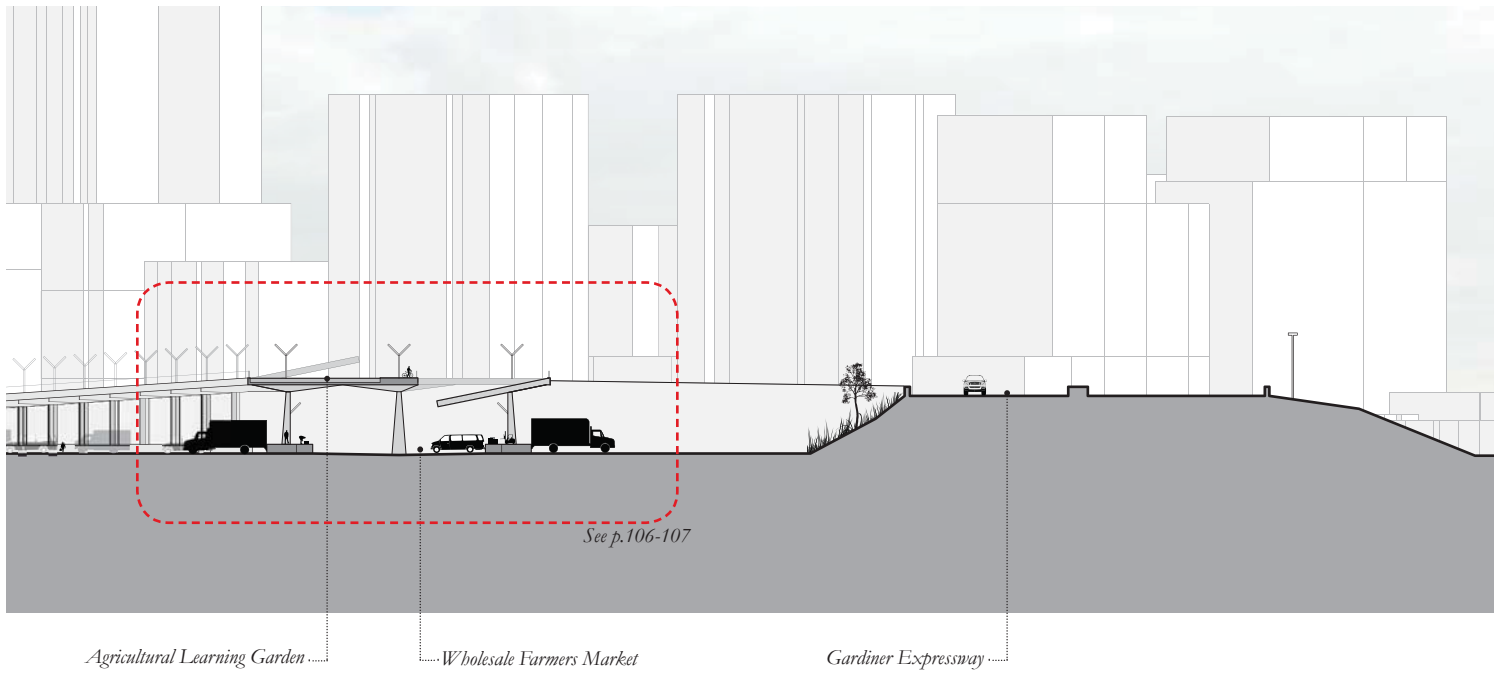 See p.106-107
Agricultural Learning Garden
Wholesale Farmers Market
Gardiner Expressway